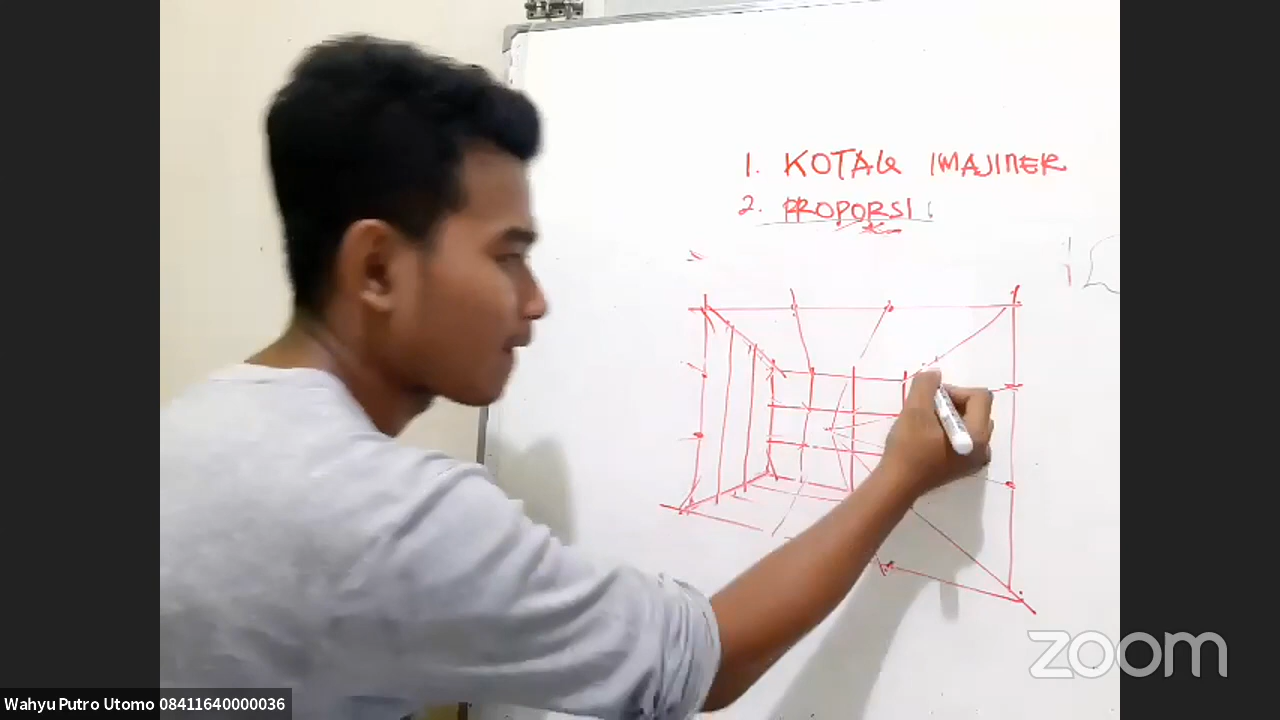 1. KOTAK IMAJINER
2. PROPORSI
zoom
Wahyu Putro Utomo 08411640000036